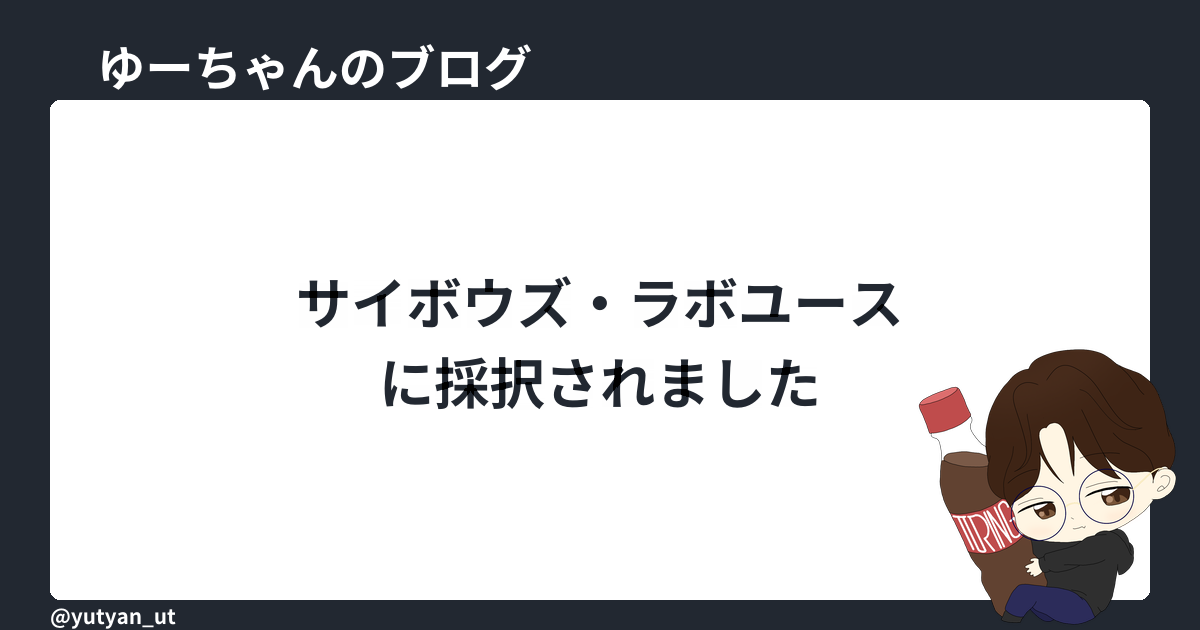 ゆーちゃんのブログ
サイボウズ・ラボユース
に採択されました
TURING
@yutyan_ut